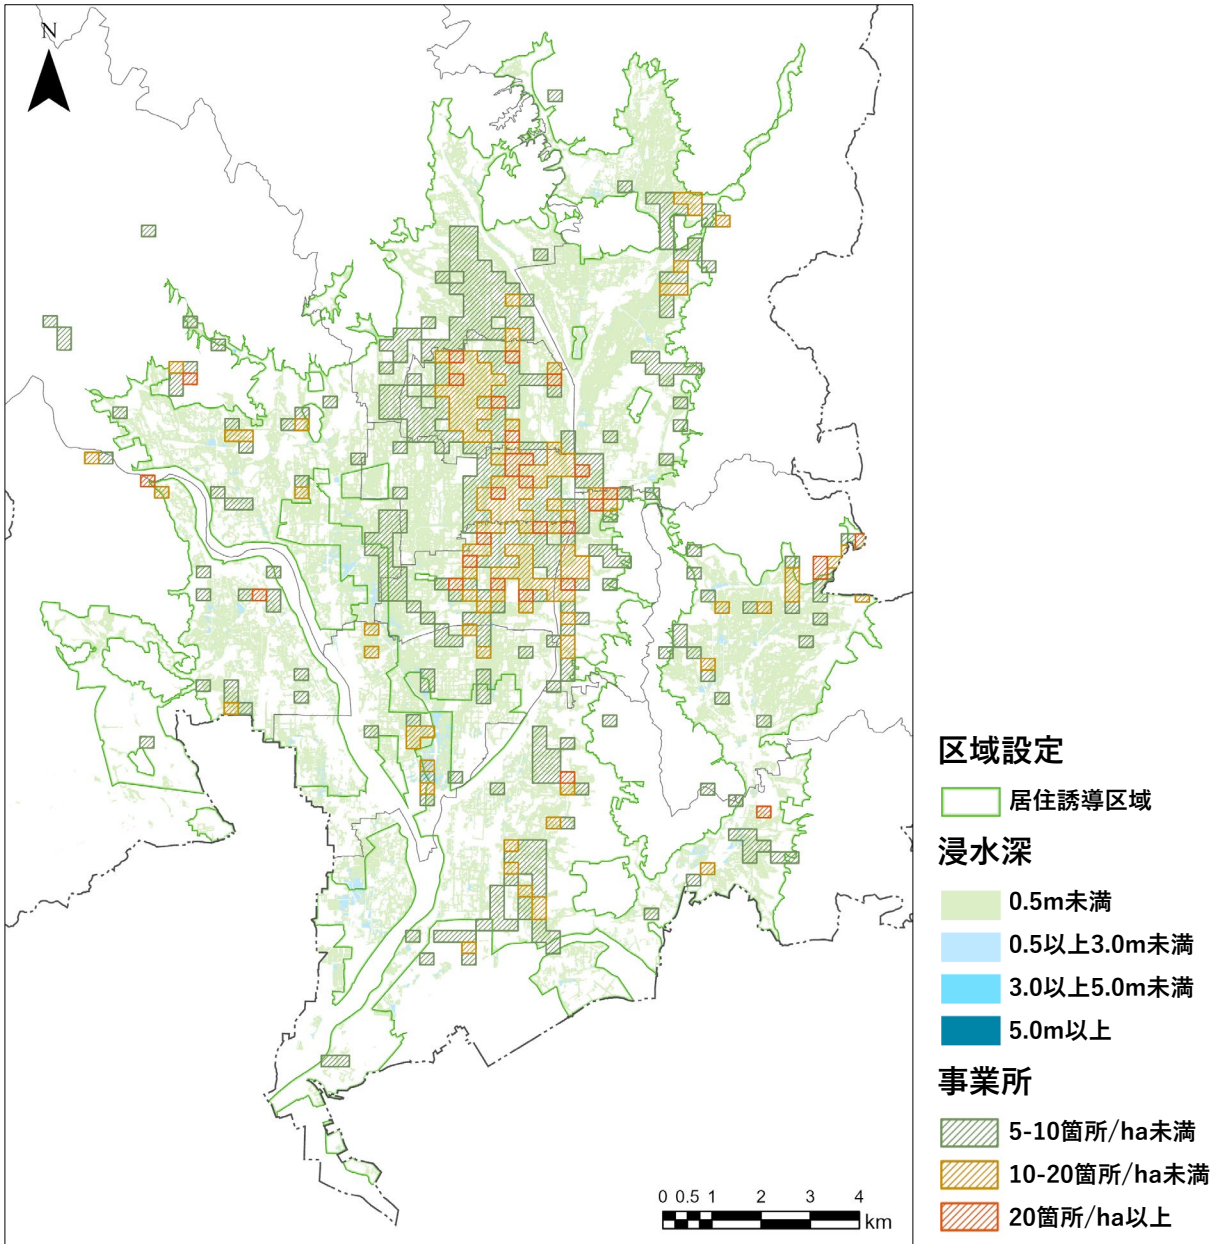 N
区域設定
居住誘導区域
浸水深
0.5m未満
0.5以上3.0m未満
3.0以上5.0m未満
5.0m以上
事業所
5-10箇所/ha未満
10-20箇所/ha未満
20箇所/ha以上
0 0.5 1 2 3 4
km